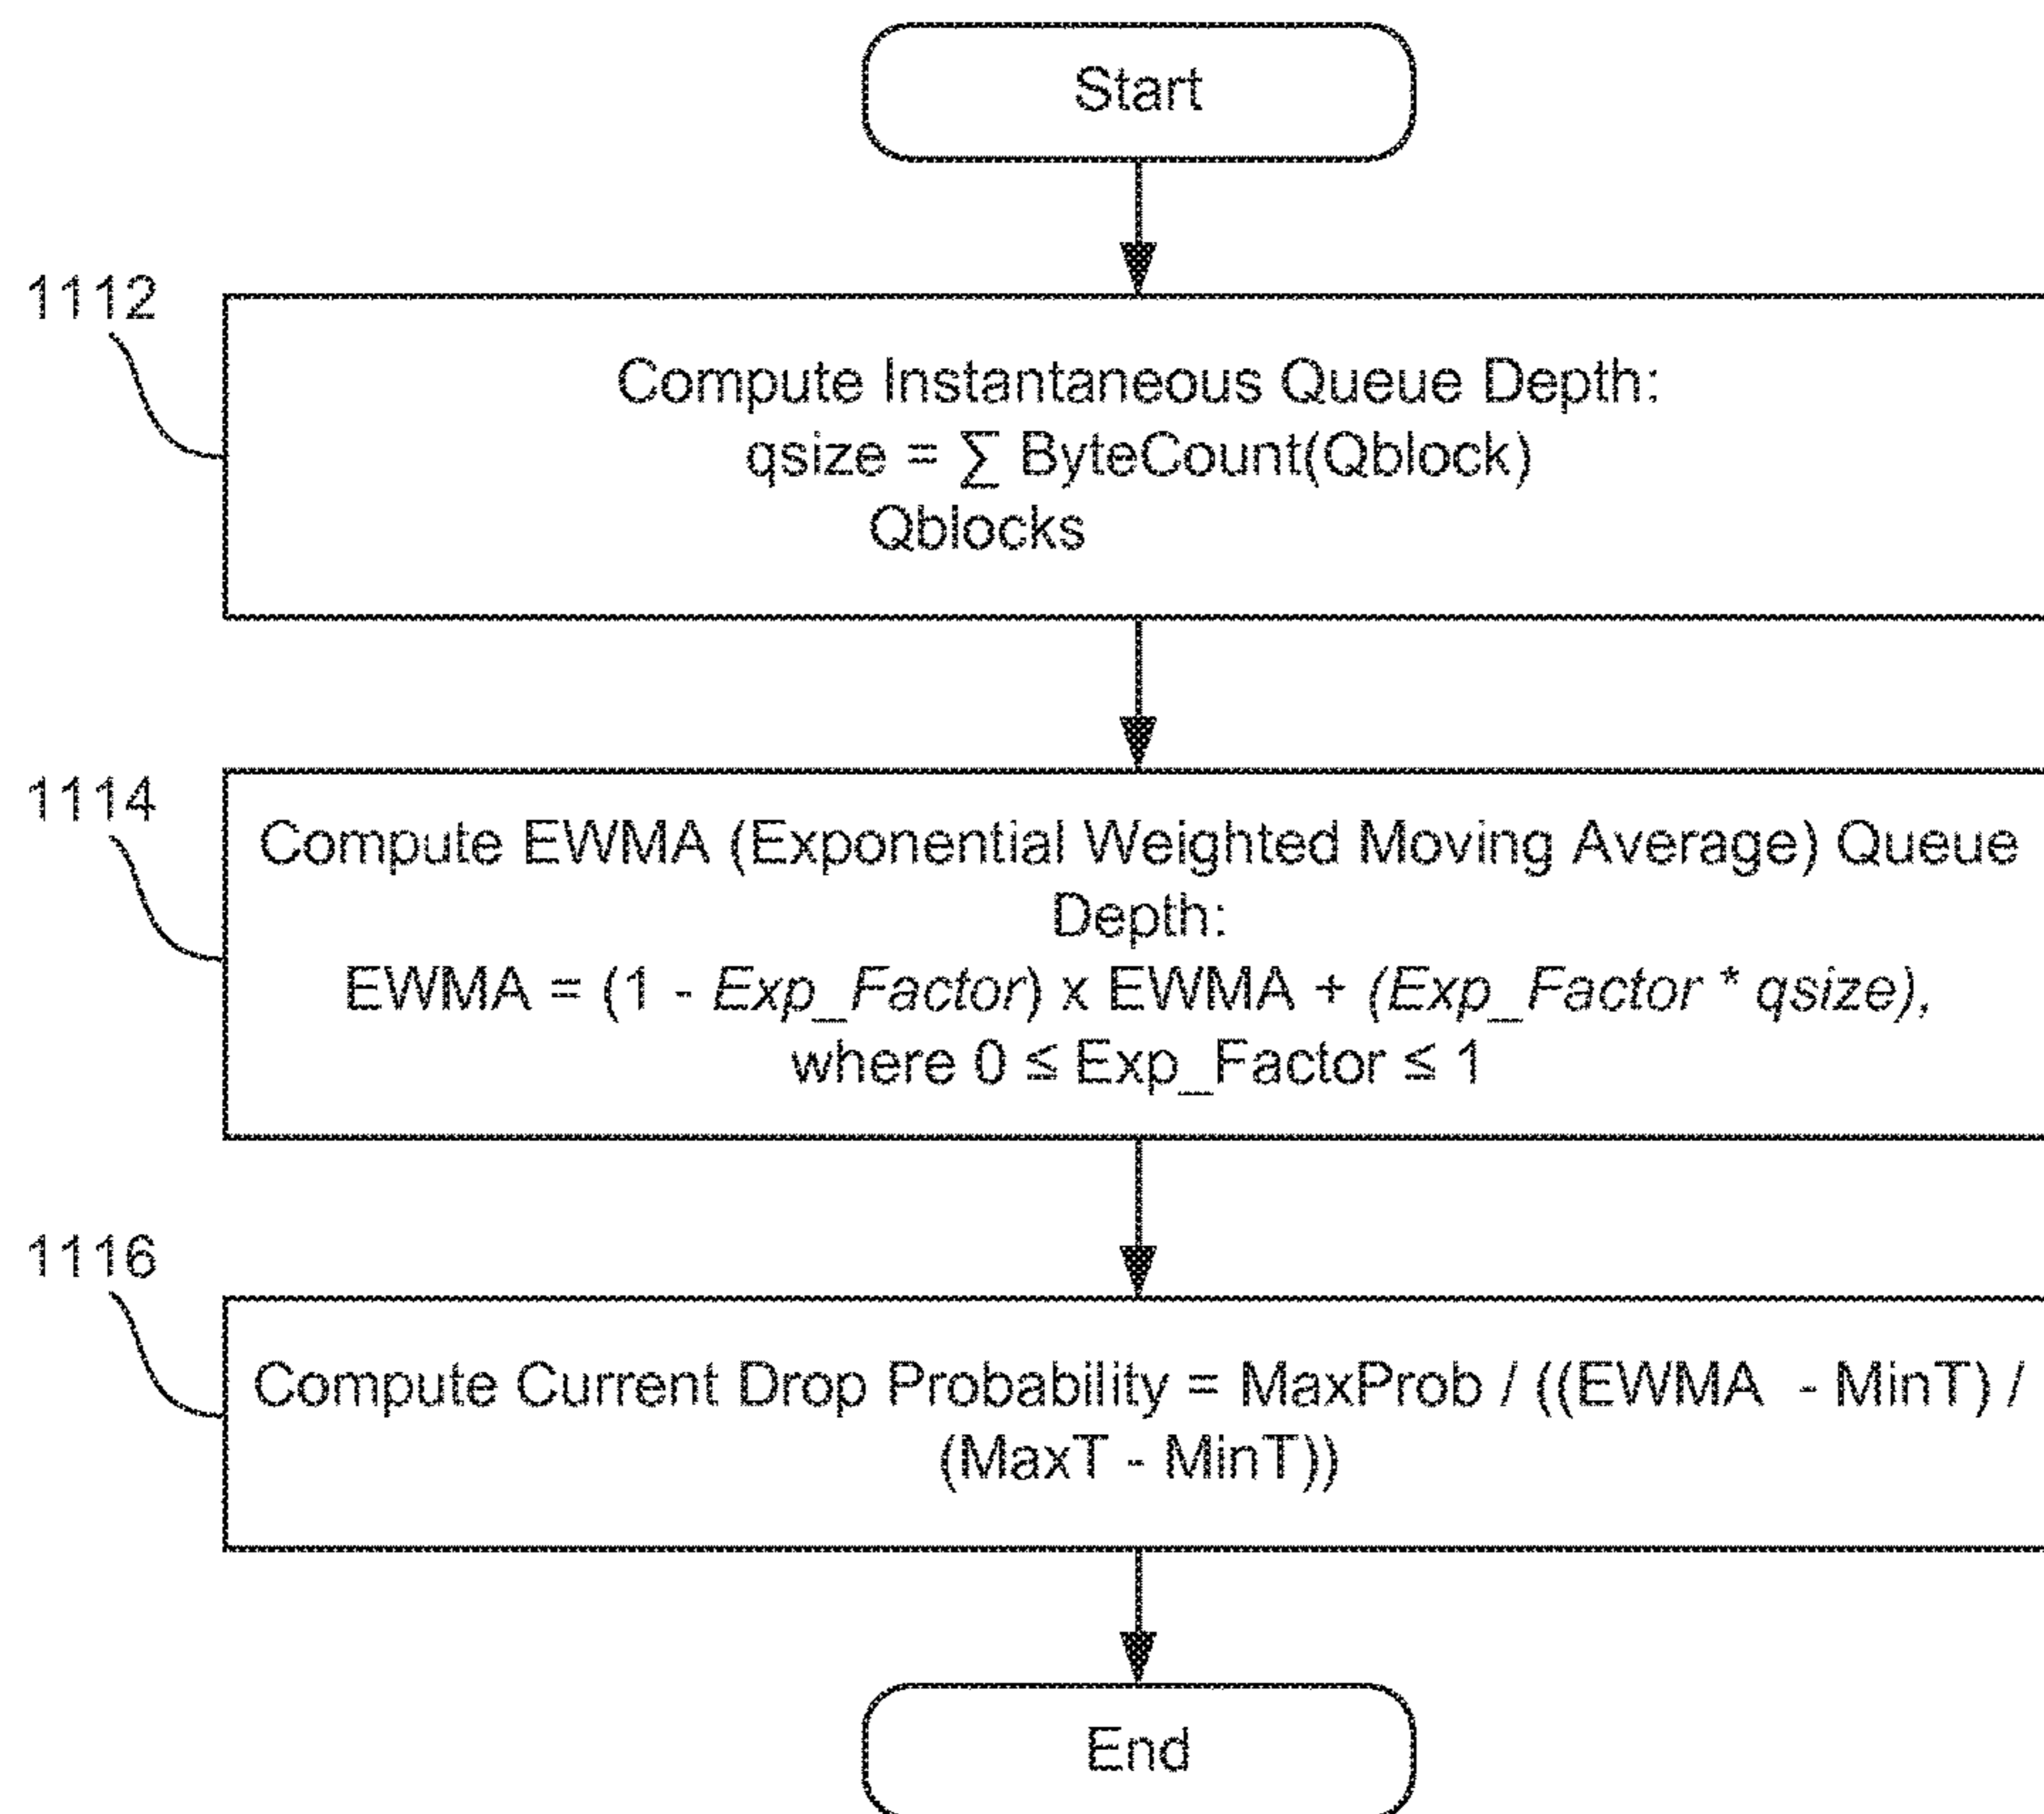 Start
1112
Compute Instantaneous Queue Depth:
qsize = ∑ ByteCount(Qblock)
Qblocks
1114
Compute EWMA (Exponential Weighted Moving Average) Queue
Depth:
EWMA = (1 - Exp_Factor) x EWMA + (Exp_Factor * qsize),
where 0 ≤ Exp_Factor ≤ 1
1116
Compute Current Drop Probability = MaxProb / ((EWMA - MinT) /
(MaxT - MinT))
End